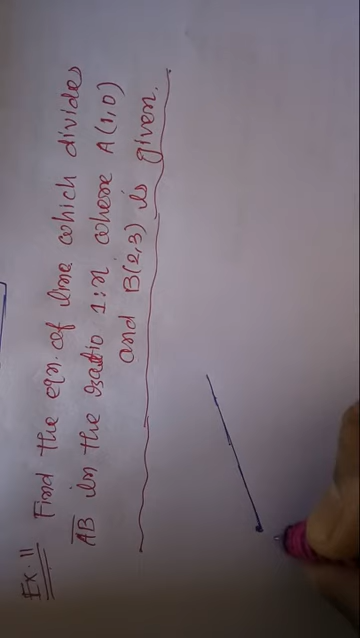 Ex. 11 Find the eqn. of line which divides
AB in the ratio 1:n, where A(1,0)
and B(2,3) is given.